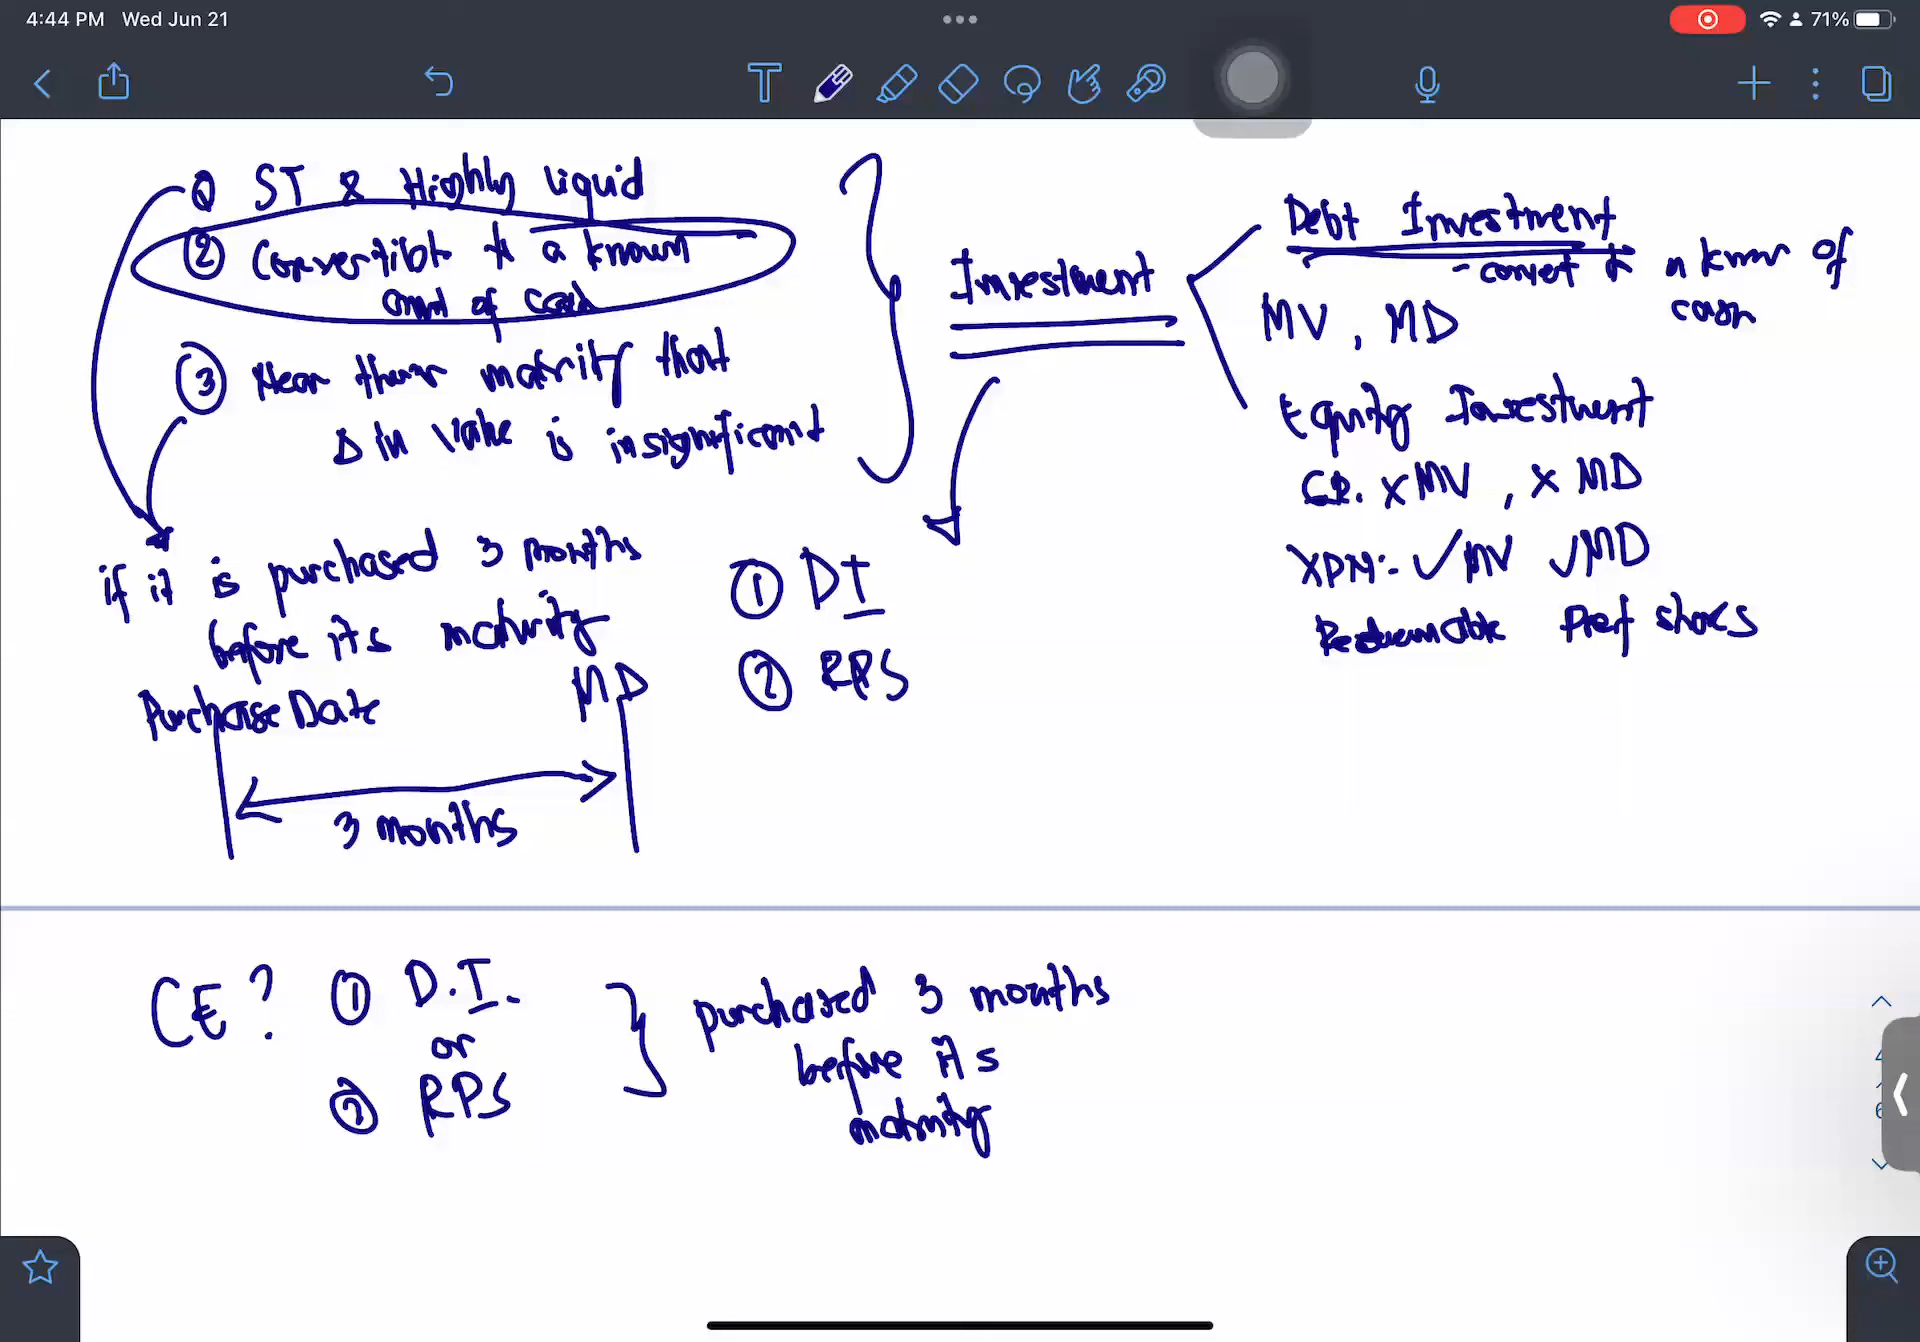 4:44 PM Wed Jun 21
71%
① ST & Highly liquid
② Convertible to a known
amt of cash
③ Near their maturity that
Δ in value is insignificant
if it is purchased 3 months
before its maturity
Purchase Date MD
3 months
Investment
① DI
② RPS
Debt Investment
- convert to a know of
cash
MV, MD
Equity Investment
X MV, X MD
XPN:- ✓MV ✓MD
Redeemable Pref shares
CE? ① D.I.
or
② RPS
purchased 3 months
before its
maturity